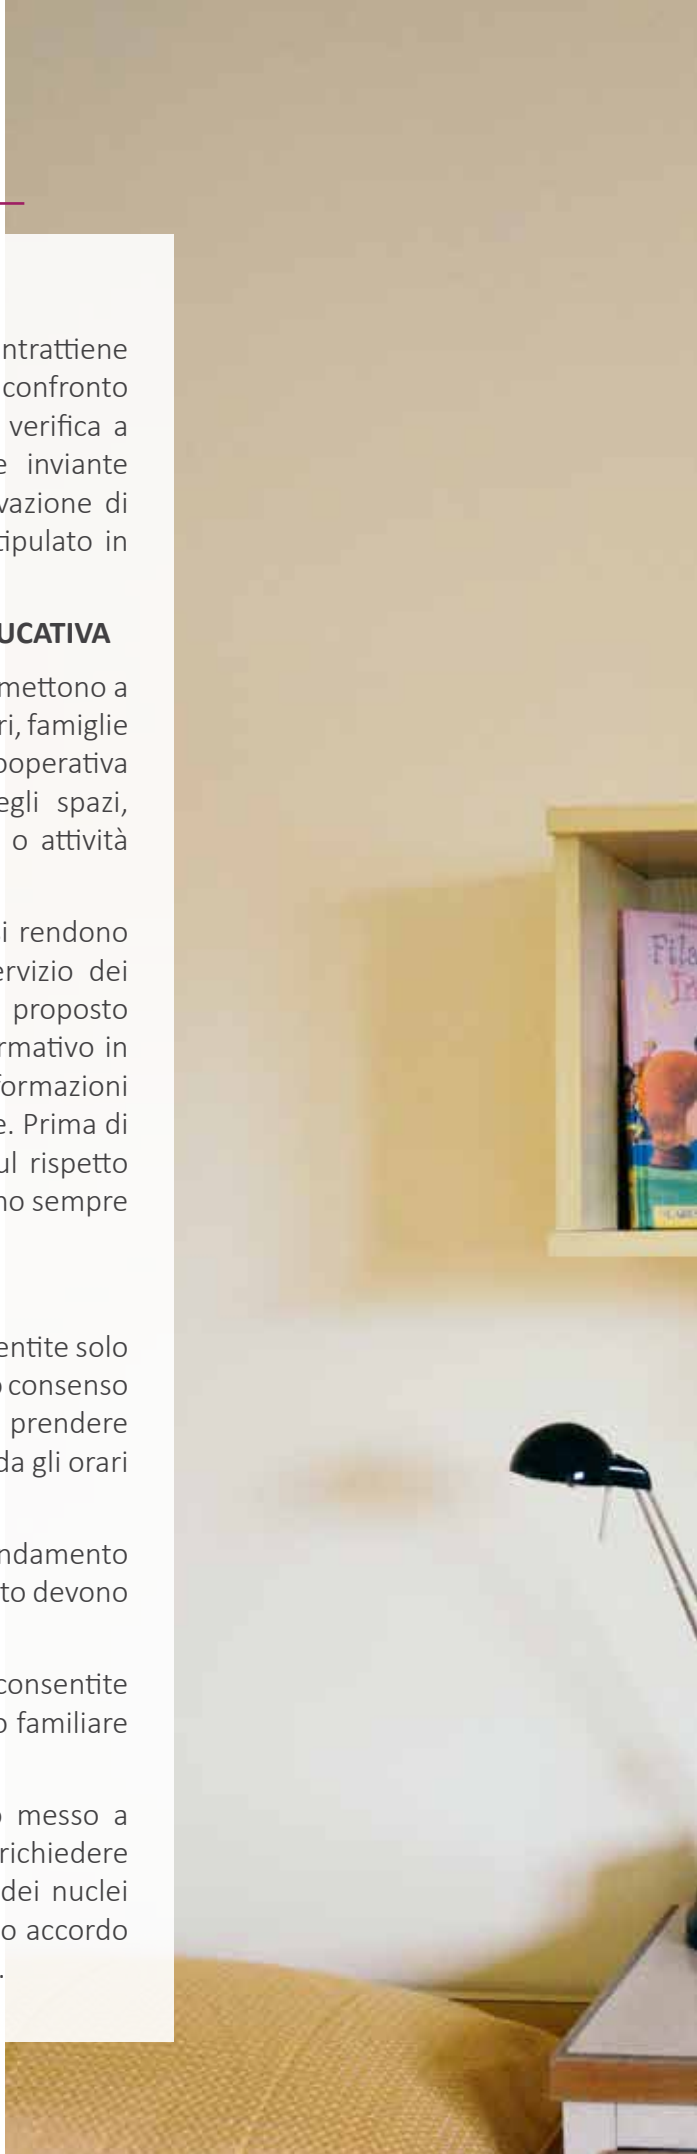 ntrattiene
confronto
verifica a
e inviante
vazione di
tipulato in
UCATIVA
mettono a
ri, famiglie
ooperativa
egli spazi,
o attività
i rendono
ervizio dei
proposto
rmativo in
formazioni
e. Prima di
ul rispetto
no sempre
entite solo
o consenso
prendere
da gli orari
ndamento
to devono
consentite
o familiare
o messo a
richiedere
dei nuclei
o accordo
.